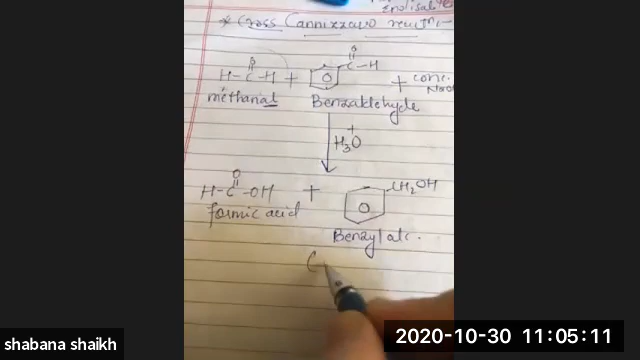 enolisable
* Cross Cannizzaro reaction:-
O O
H-C-H + C-H + conc.
methanal Benzaldehyde NaOH
H3O+
O CH2OH
H-C-OH +
formic acid
Benzyl alc.
(
shabana shaikh
2020-10-30 11:05:11